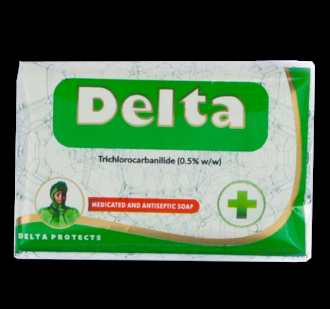 Delta
Trichlorocarbanilide (0.5% w/w)
MEDICATED AND ANTISEPTIC SOAP
DELTA PROTECTS